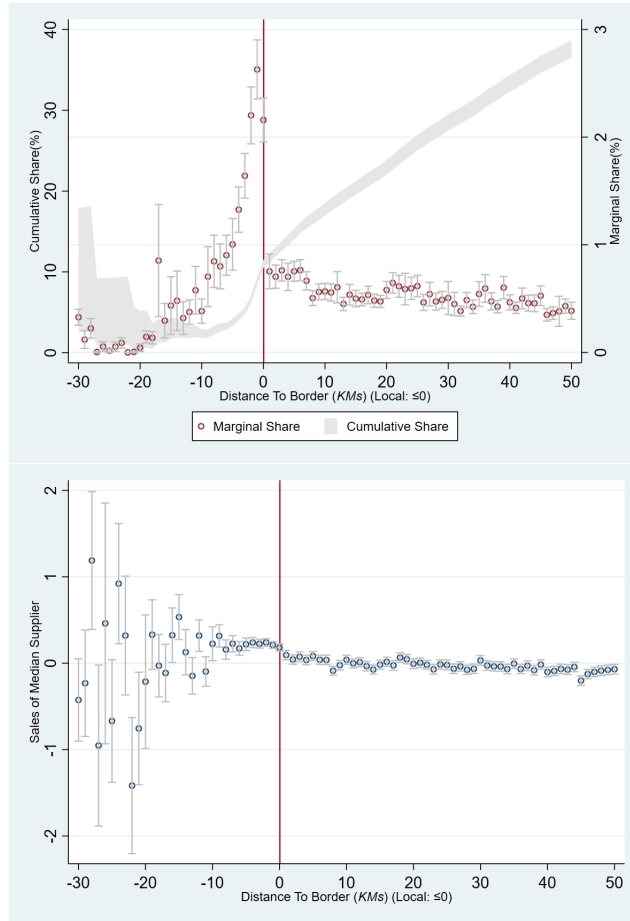 40
30
20
10
0
Cumulative Share(%)
3
2
1
0
Marginal Share(%)
-30 -20 -10 0 10 20 30 40 50
Distance To Border (KMs) (Local: ≤0)
Marginal Share Cumulative Share
2
1
0
-1
-2
Sales of Median Supplier
-30 -20 -10 0 10 20 30 40 50
Distance To Border (KMs) (Local: ≤0)